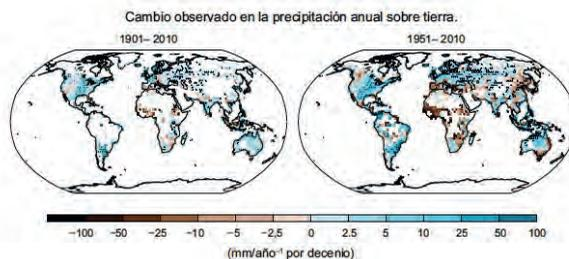 Cambio observado en la precipitación anual sobre tierra.
1901– 2010
1951– 2010
−100 −50 −25 −10 −5 −2,5 0 2.5 5 10 25 50 100
(mm/año⁻¹ por decenio)